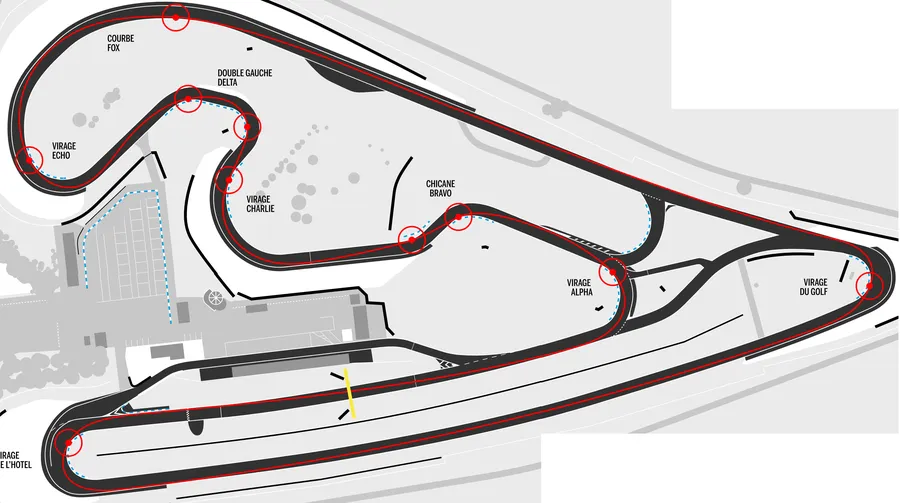 COURBE
FOX
DOUBLE GAUCHE
DELTA
VIRAGE
ECHO
VIRAGE
CHARLIE
CHICANE
BRAVO
VIRAGE
ALPHA
VIRAGE
DU GOLF
IRAGE
E L'HOTEL